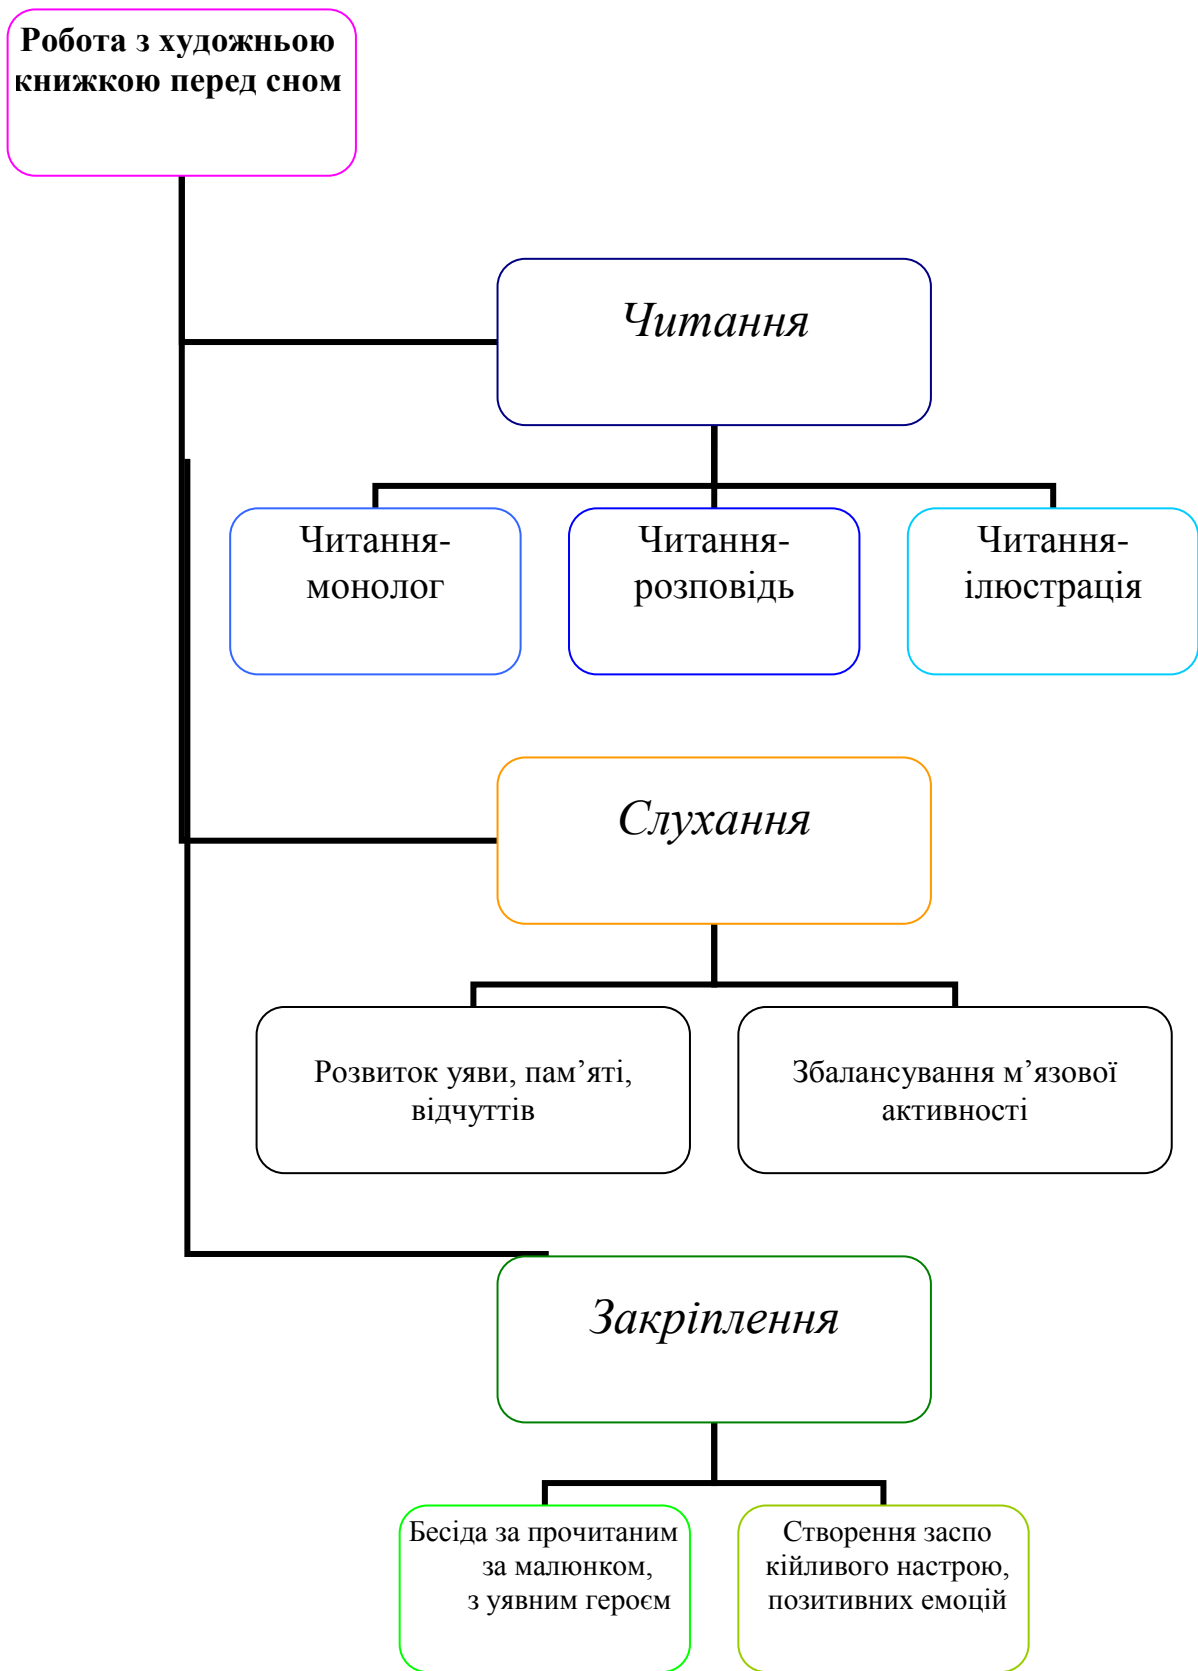 Робота з художньою
книжкою перед сном
Читання
Читання-
монолог
Читання-
розповідь
Читання-
ілюстрація
Слухання
Розвиток уяви, пам’яті,
відчуттів
Збалансування м’язової
активності
Закріплення
Бесіда за прочитаним
за малюнком,
з уявним героєм
Створення заспо
кійливого настрою,
позитивних емоцій